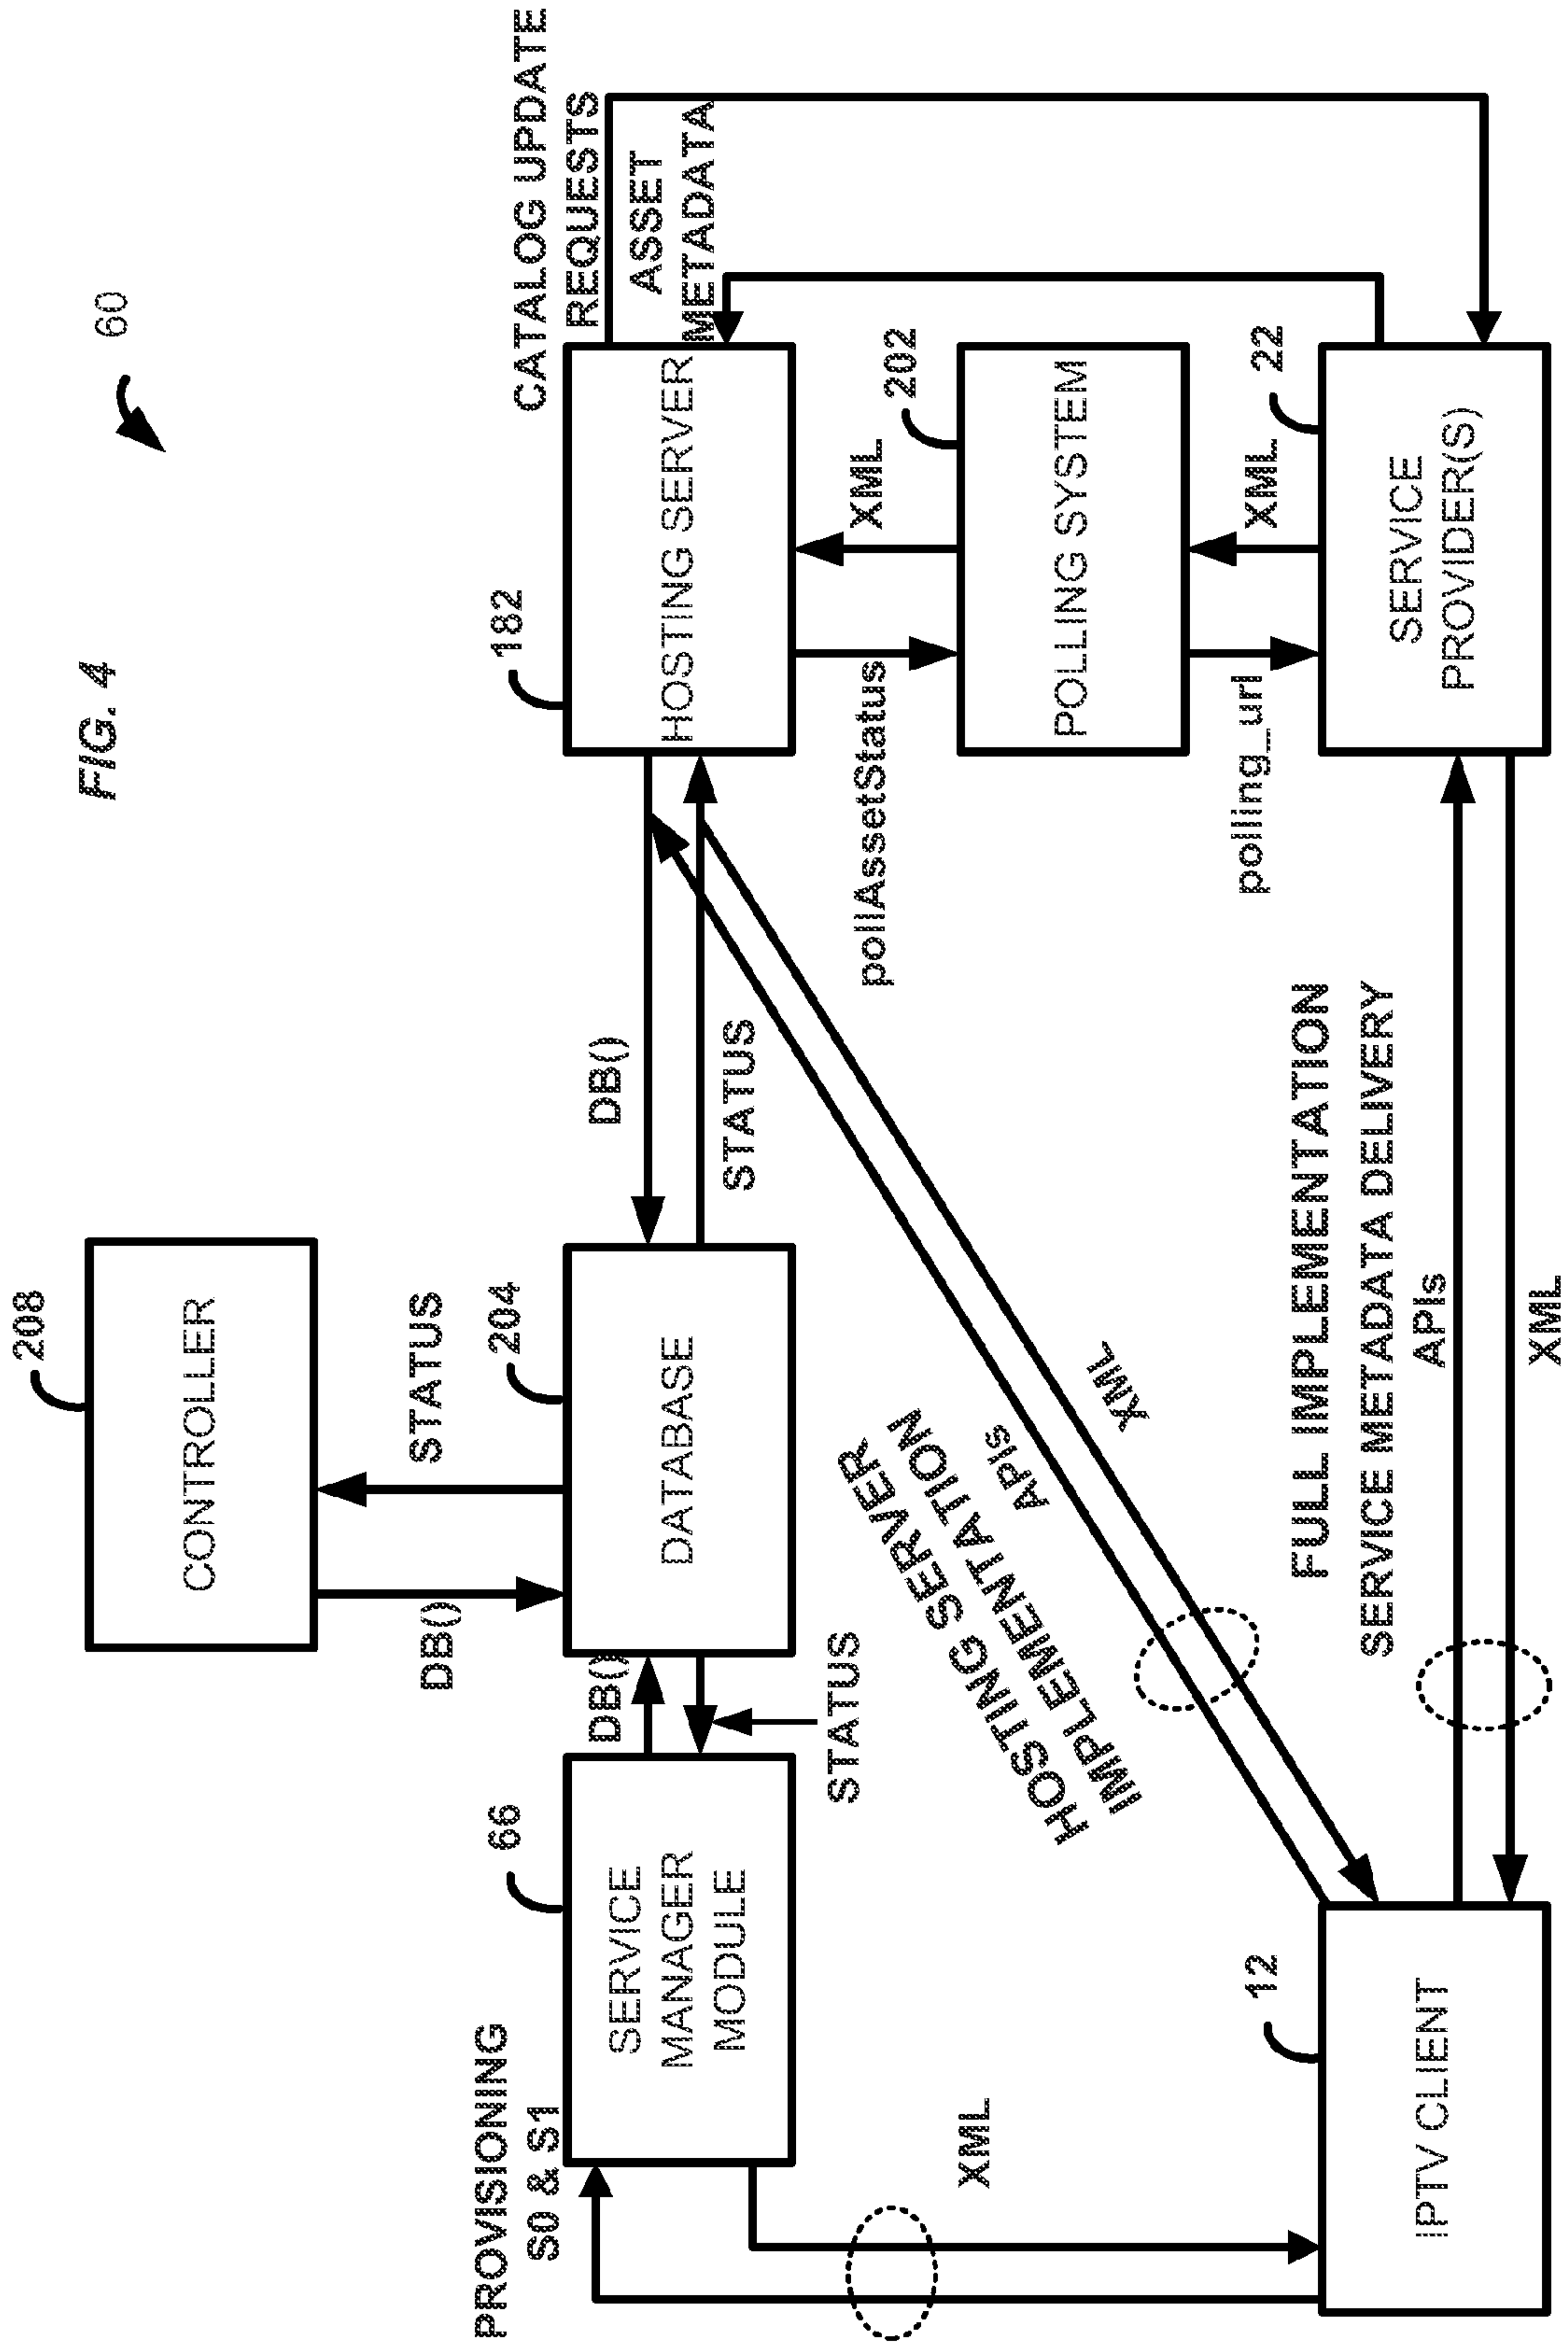 FIG. 4
60
208
CONTROLLER
DB()
STATUS
PROVISIONING
S0 & S1
66
SERVICE
MANAGER
MODULE
DB()
STATUS
204
DATABASE
DB()
STATUS
182
HOSTING SERVER
CATALOG UPDATE
REQUESTS
ASSET
METADATA
pollAssetStatus
XML
202
POLLING SYSTEM
polling_url
XML
22
SERVICE
PROVIDER(S)
HOSTING SERVER
IMPLEMENTATION
APIs
XML
XML
12
IPTV CLIENT
FULL IMPLEMENTATION
SERVICE METADATA DELIVERY
APIs
XML